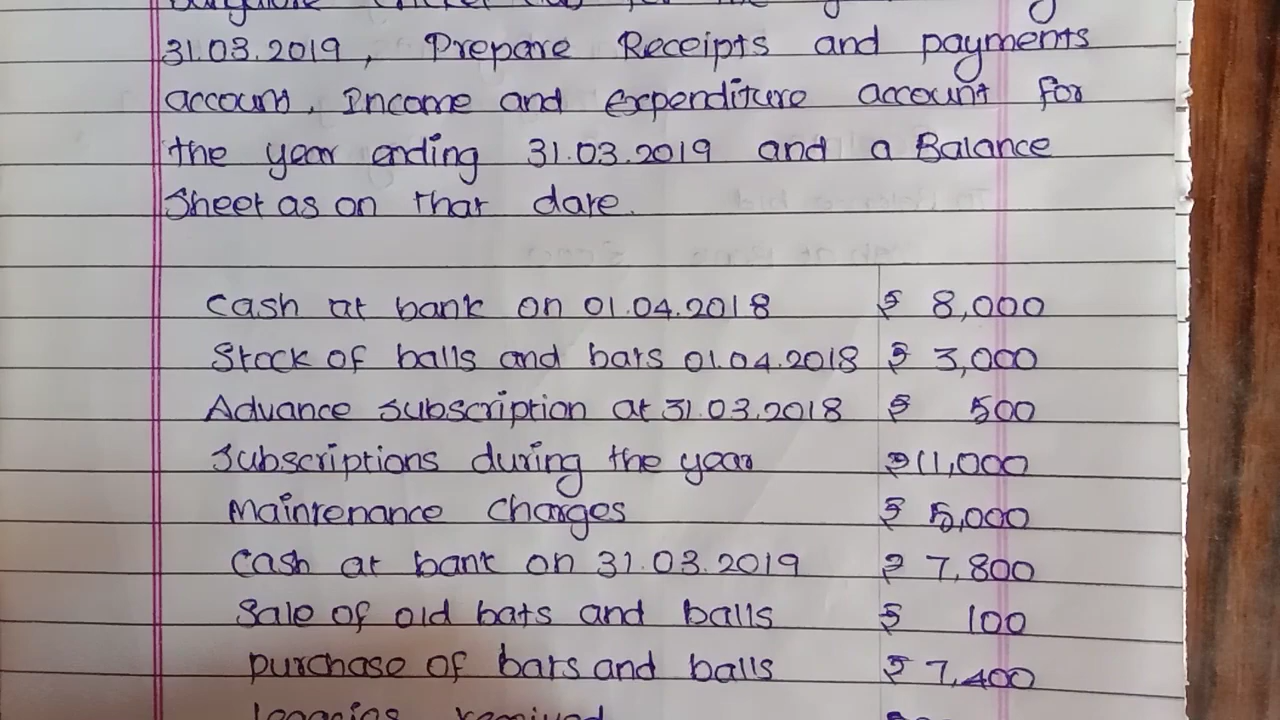 31.03.2019, Prepare Receipts and payments
account, Income and expenditure account for
the year ending 31.03.2019 and a Balance
Sheet as on that date.
Cash at bank on 01.04.2018 ₹ 8,000
Stock of balls and bats 01.04.2018 ₹ 3,000
Advance subscription at 31.03.2018 ₹ 500
Subscriptions during the year ₹ 11,000
Maintenance charges ₹ 5,000
Cash at bank on 31.03.2019 ₹ 7,800
Sale of old bats and balls ₹ 100
purchase of bats and balls ₹ 7,400